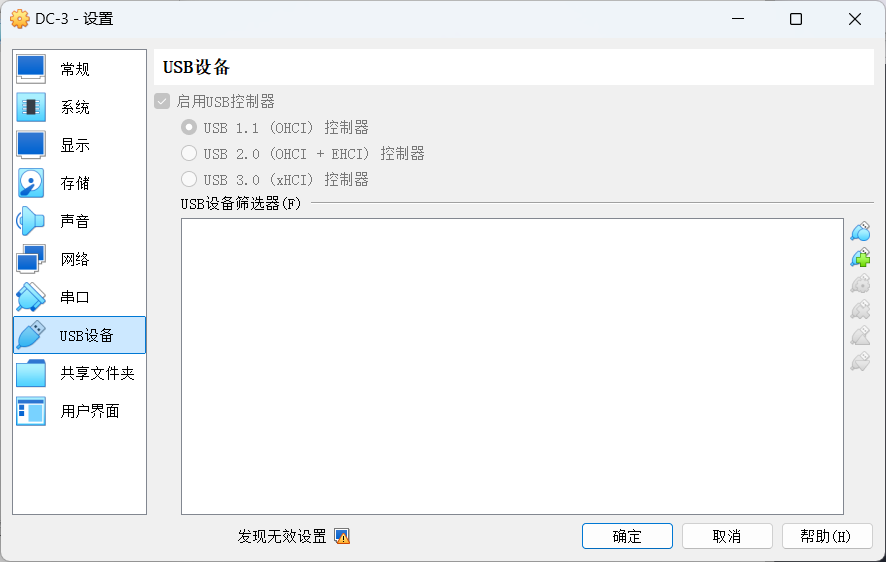 DC-3 - 设置
常规
系统
显示
存储
声音
网络
串口
USB设备
共享文件夹
用户界面
USB设备
启用USB控制器
USB 1.1 (OHCI) 控制器
USB 2.0 (OHCI + EHCI) 控制器
USB 3.0 (xHCI) 控制器
USB设备筛选器(F)
发现无效设置
确定
取消
帮助(H)